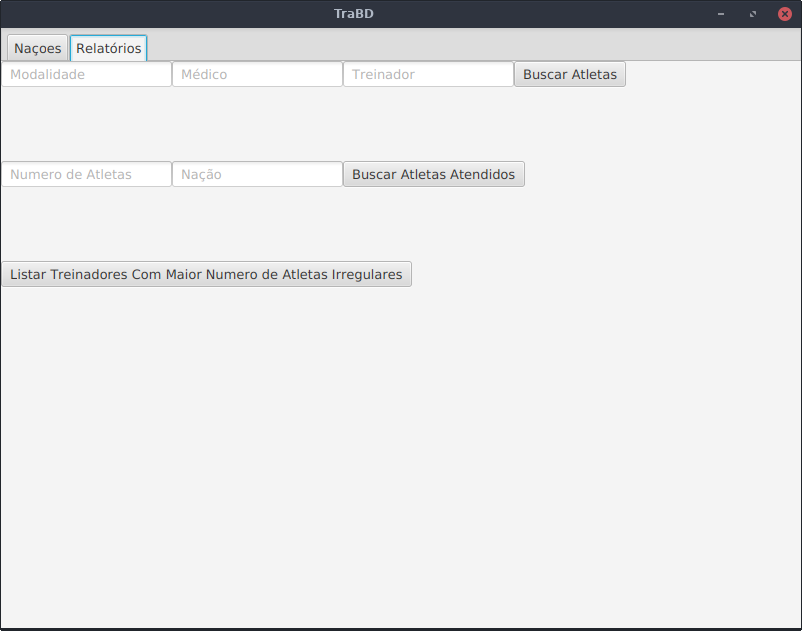 TraBD
Naçoes Relatórios
Modalidade Médico Treinador Buscar Atletas
Numero de Atletas Nação Buscar Atletas Atendidos
Listar Treinadores Com Maior Numero de Atletas Irregulares